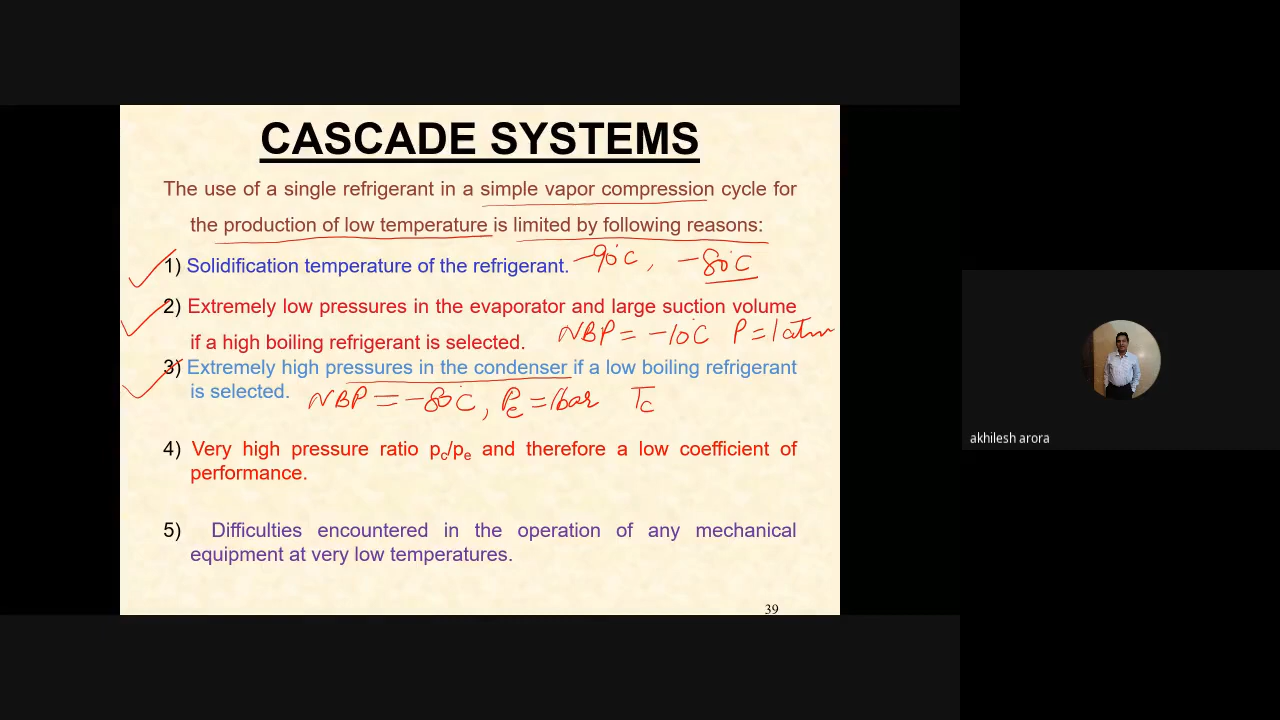 CASCADE SYSTEMS
The use of a single refrigerant in a simple vapor compression cycle for
the production of low temperature is limited by following reasons:
1) Solidification temperature of the refrigerant. -90°C, -80°C
2) Extremely low pressures in the evaporator and large suction volume
if a high boiling refrigerant is selected. NBP = -10°C P = 1 atm
3) Extremely high pressures in the condenser if a low boiling refrigerant
is selected. NBP = -80°C, Pe = 1 bar Tc
4) Very high pressure ratio pc/pe and therefore a low coefficient of
performance.
5) Difficulties encountered in the operation of any mechanical
equipment at very low temperatures.
39
akhilesh arora